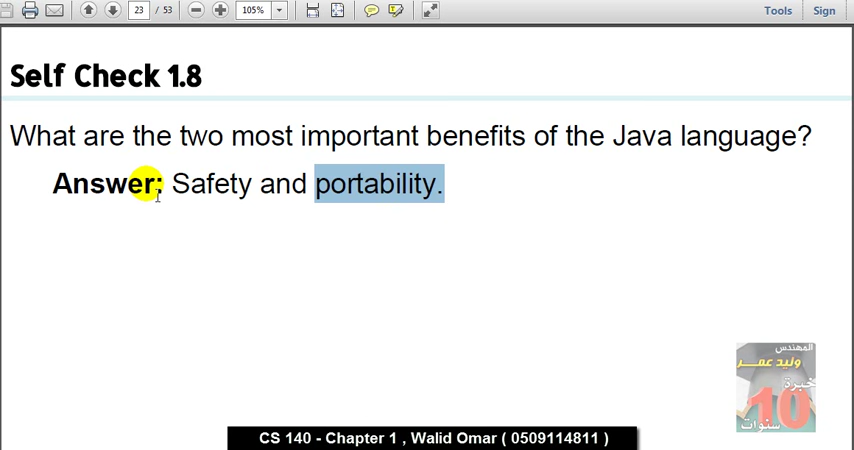 23 / 53 105% Tools Sign
Self Check 1.8
What are the two most important benefits of the Java language?
Answer: Safety and portability.
المهندس
وليد عمر
خبرة
10
سنوات
CS 140 - Chapter 1 , Walid Omar ( 0509114811 )